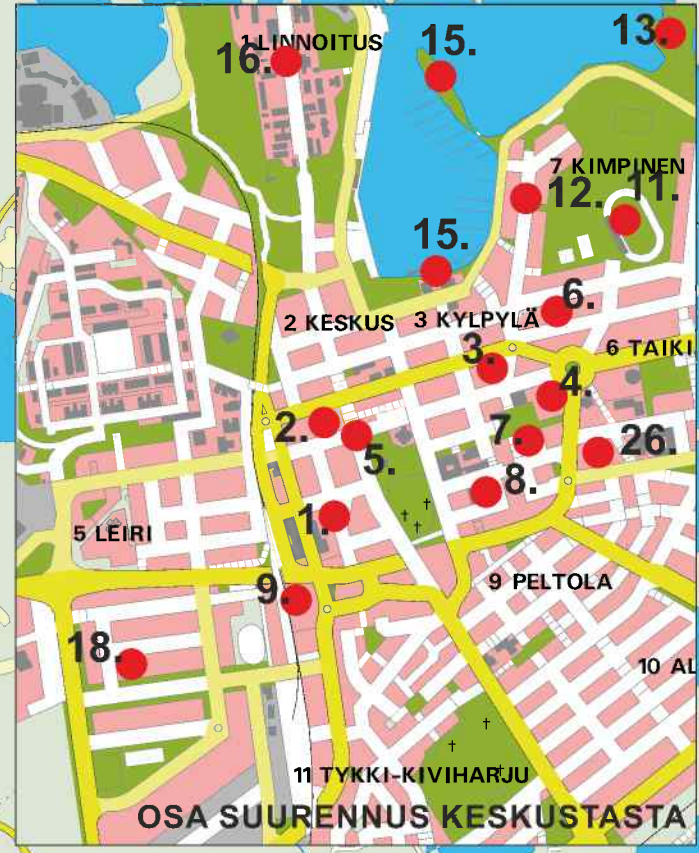 13.
15.
1 LINNOITUS
16.
7 KIMPINEN
11.
12.
15.
6.
2 KESKUS
3 KYLPYLÄ
6 TAIKI
3.
4.
2.
5.
7.
26.
8.
1.
5 LEIRI
9 PELTOLA
9.
18.
10 AL
11 TYKKI-KIVIHARJU
OSA SUURENNUS KESKUSTASTA